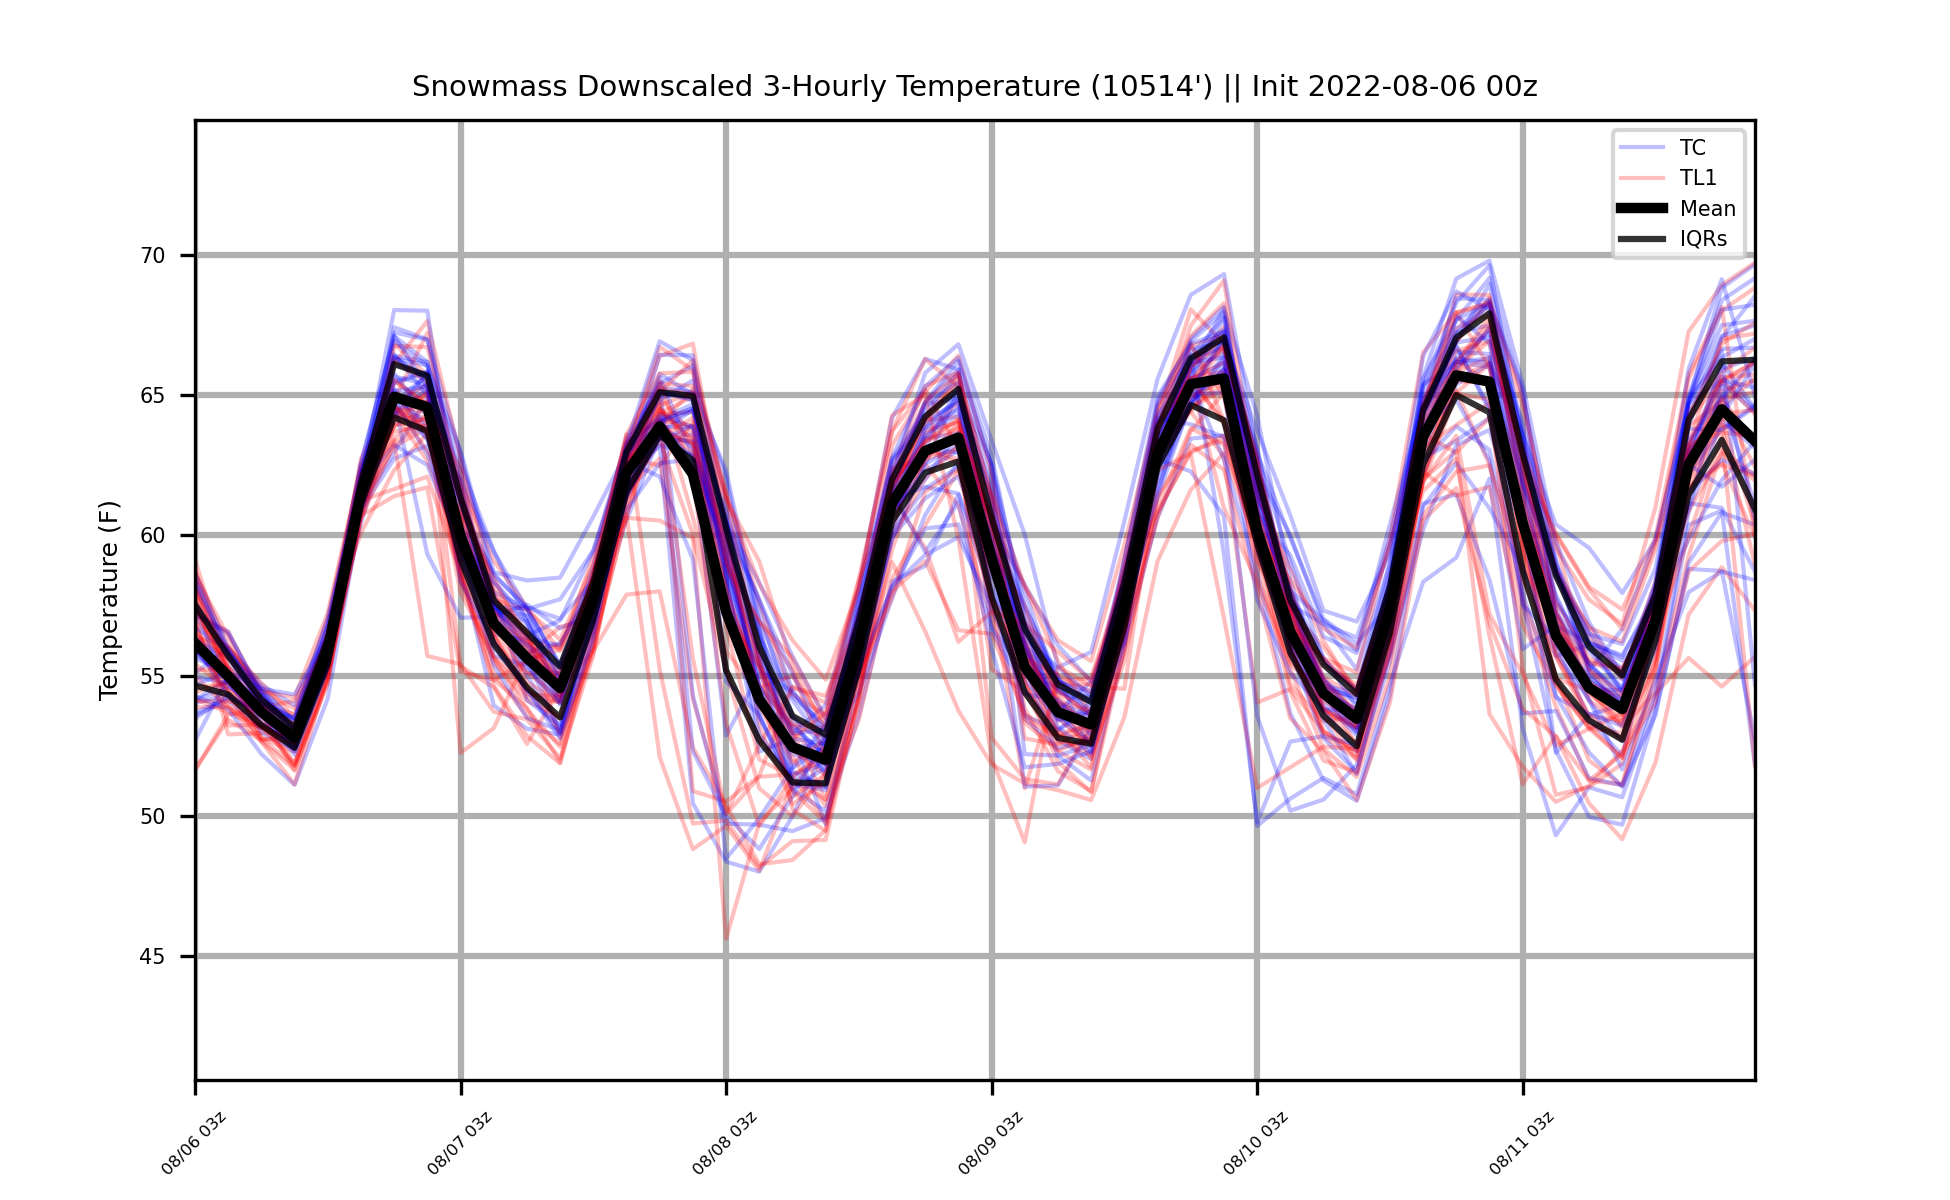 Snowmass Downscaled 3-Hourly Temperature (10514') || Init 2022-08-06 00z
TC
TL1
Mean
IQRs
Temperature (F)
70
65
60
55
50
45
08/06 03z
08/07 03z
08/08 03z
08/09 03z
08/10 03z
08/11 03z